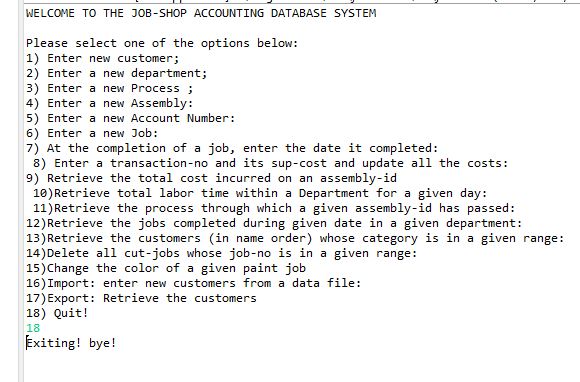 WELCOME TO THE JOB-SHOP ACCOUNTING DATABASE SYSTEM
Please select one of the options below:
1) Enter new customer;
2) Enter a new department;
3) Enter a new Process ;
4) Enter a new Assembly:
5) Enter a new Account Number:
6) Enter a new Job:
7) At the completion of a job, enter the date it completed:
8) Enter a transaction-no and its sup-cost and update all the costs:
9) Retrieve the total cost incurred on an assembly-id
10)Retrieve total labor time within a Department for a given day:
11)Retrieve the process through which a given assembly-id has passed:
12)Retrieve the jobs completed during given date in a given department:
13)Retrieve the customers (in name order) whose category is in a given range:
14)Delete all cut-jobs whose job-no is in a given range:
15)Change the color of a given paint job
16)Import: enter new customers from a data file:
17)Export: Retrieve the customers
18) Quit!
18
Exiting! bye!